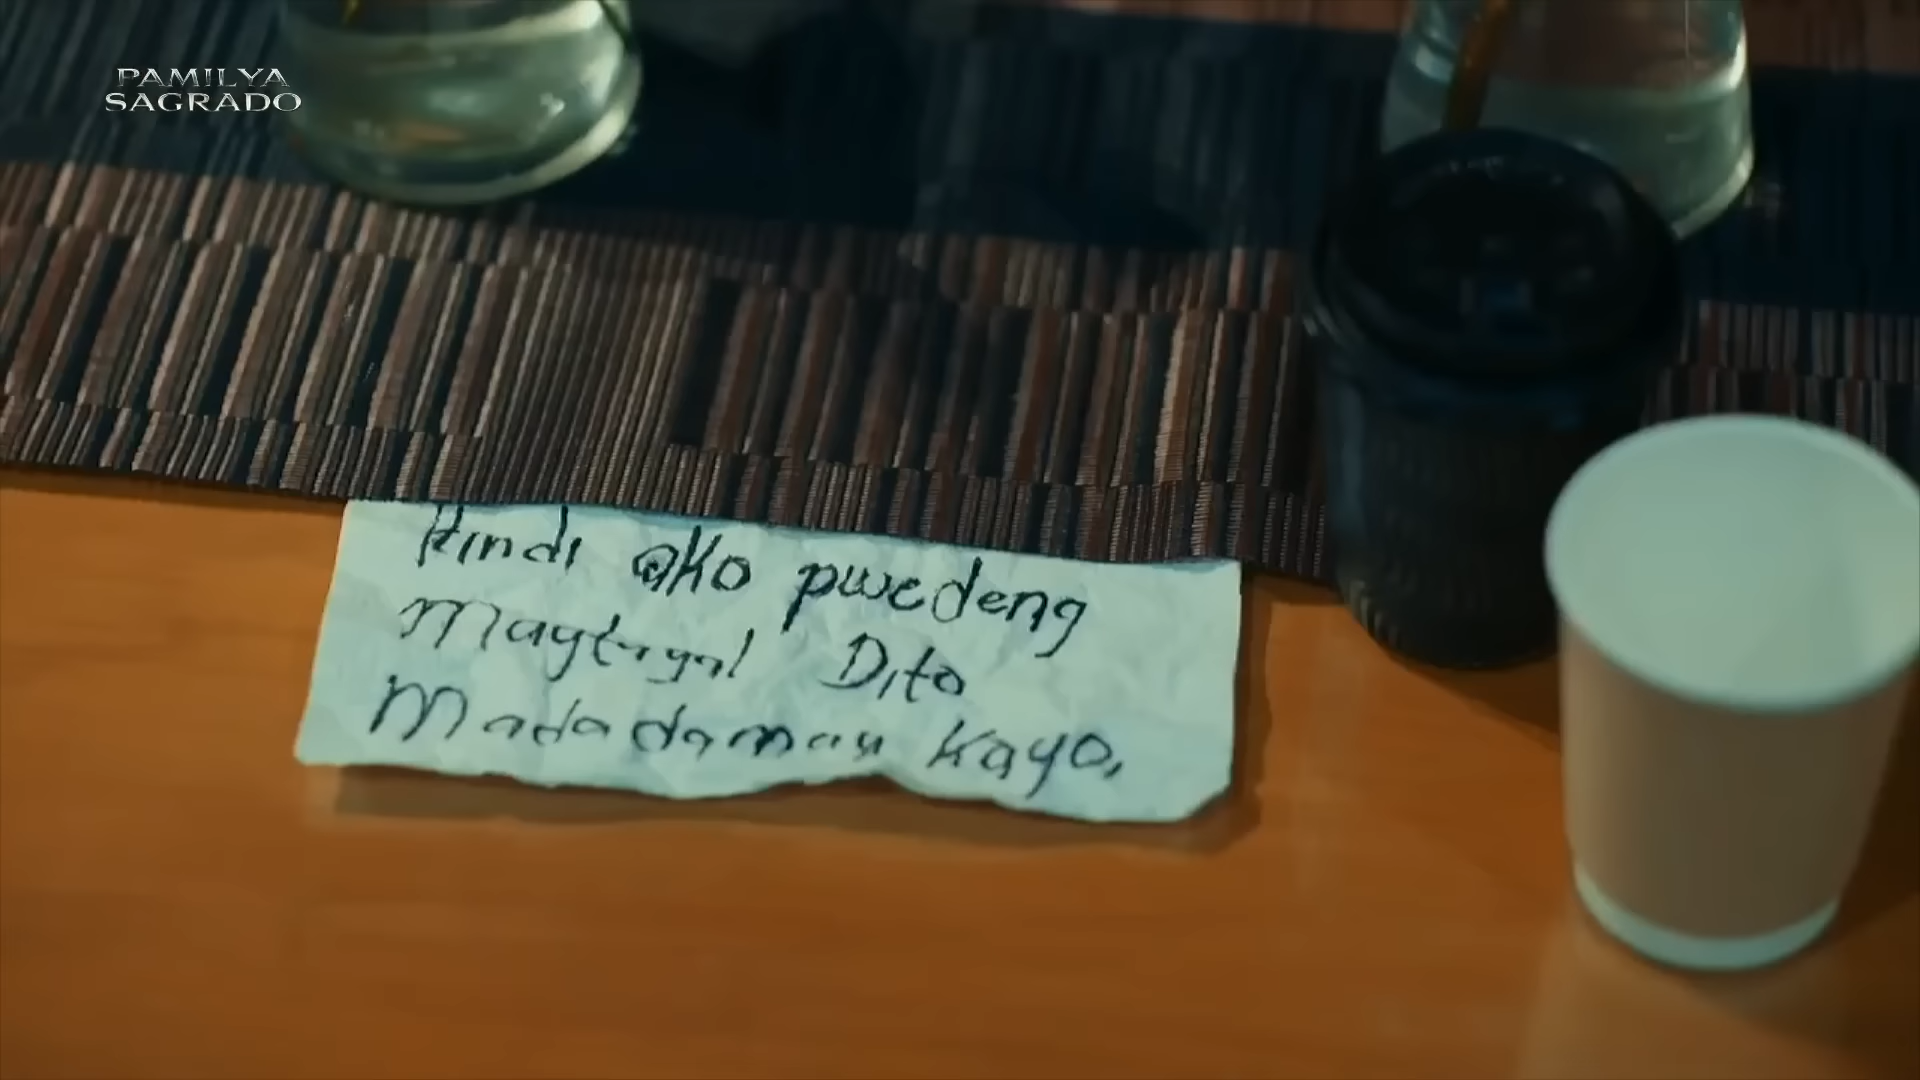 PAMILYA
SAGRADO
Hindi ako pwedeng
Magtagal Dito
Madadamay kayo,